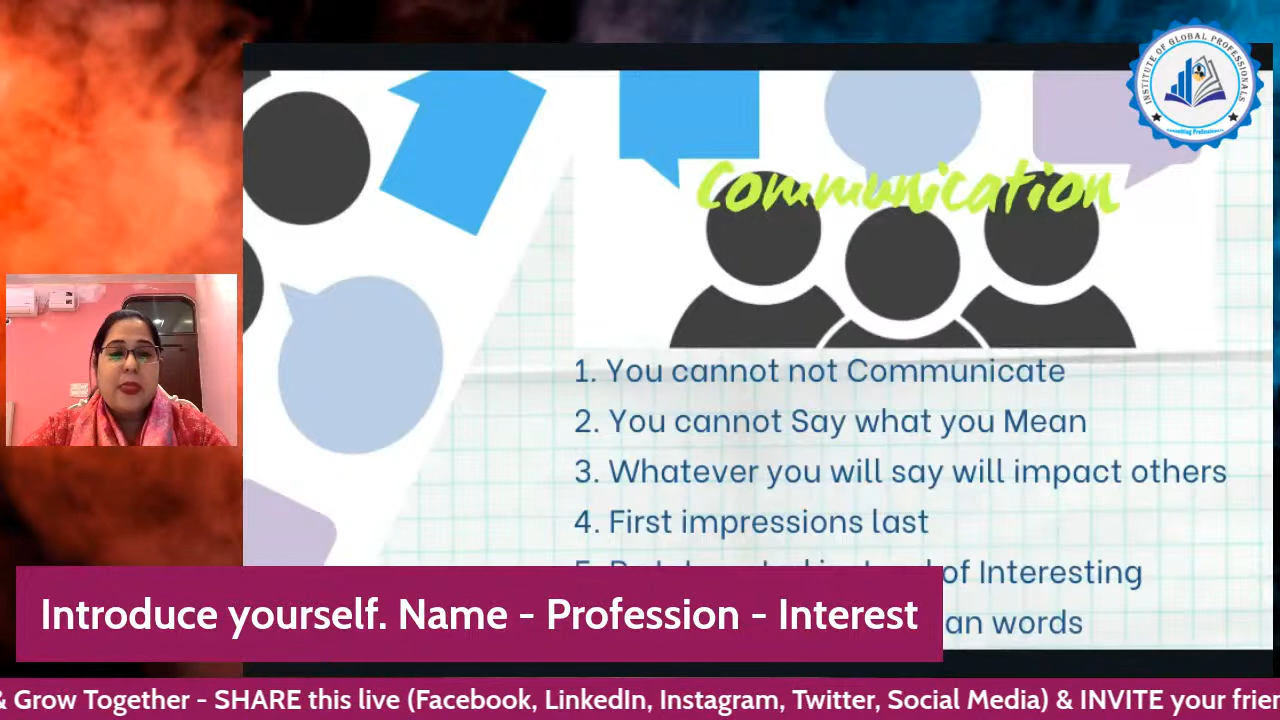 INSTITUTE OF GLOBAL PROFESSIONALS
Communication
1. You cannot not Communicate
2. You cannot Say what you Mean
3. Whatever you will say will impact others
4. First impressions last
of Interesting
words
Introduce yourself. Name - Profession - Interest
& Grow Together - SHARE this live (Facebook, LinkedIn, Instagram, Twitter, Social Media) & INVITE your